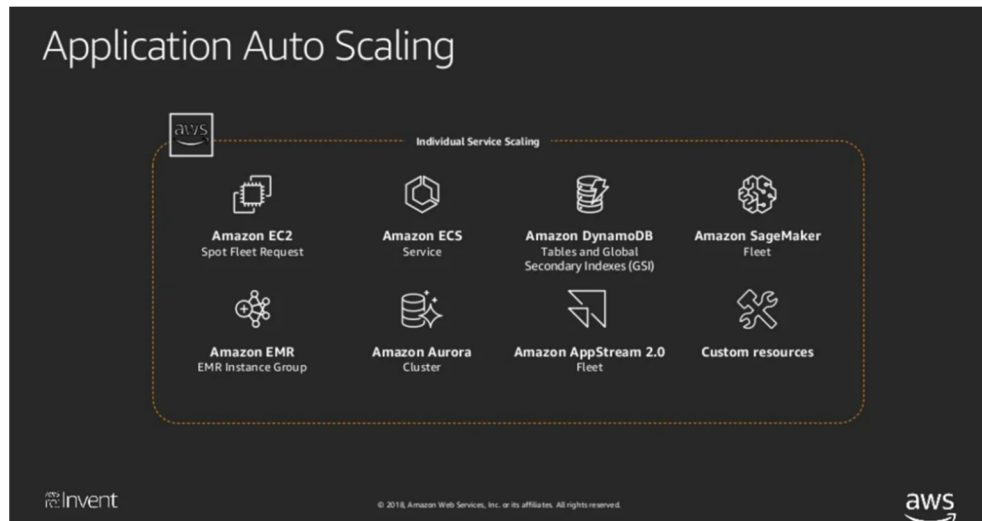 Application Auto Scaling
aws
Individual Service Scaling
Amazon EC2
Spot Fleet Request
Amazon ECS
Service
Amazon DynamoDB
Tables and Global
Secondary Indexes (GSI)
Amazon SageMaker
Fleet
Amazon EMR
EMR Instance Group
Amazon Aurora
Cluster
Amazon AppStream 2.0
Fleet
Custom resources
aws
re:Invent
© 2018, Amazon Web Services, Inc. or its affiliates. All rights reserved.
aws